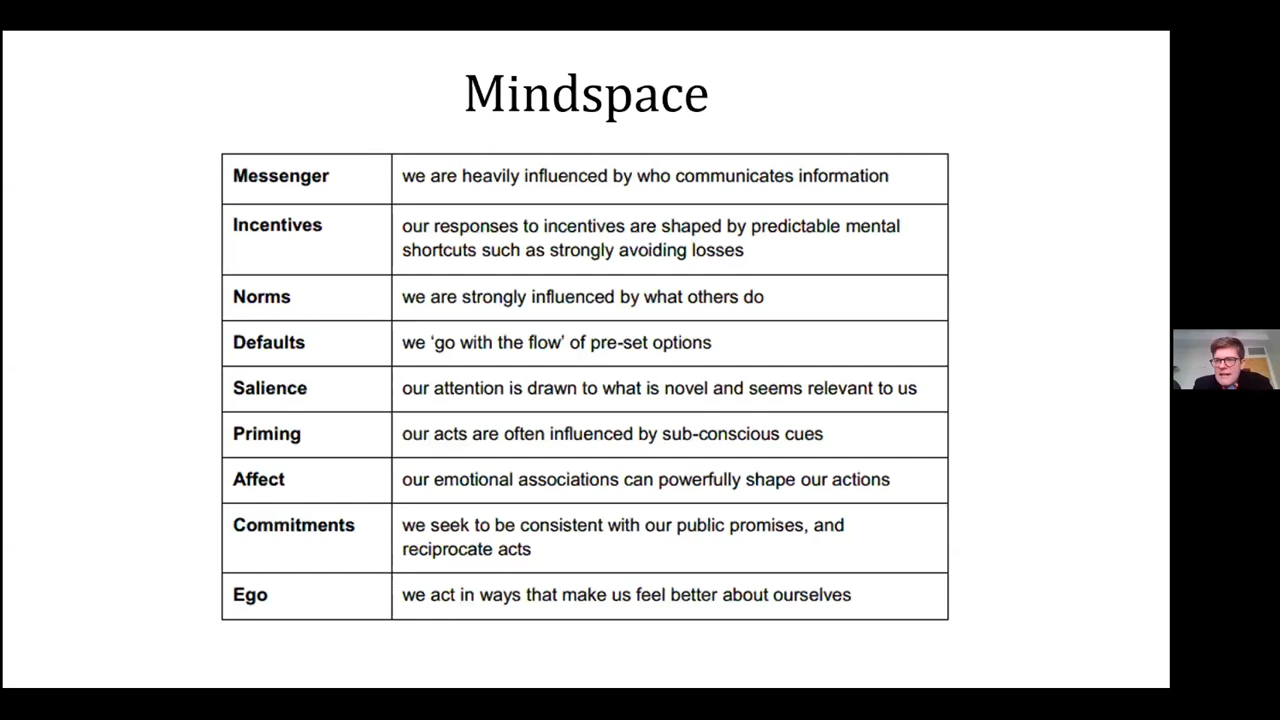 Mindspace
Messenger
we are heavily influenced by who communicates information
Incentives
our responses to incentives are shaped by predictable mental
shortcuts such as strongly avoiding losses
Norms
we are strongly influenced by what others do
Defaults
we ‘go with the flow’ of pre-set options
Salience
our attention is drawn to what is novel and seems relevant to us
Priming
our acts are often influenced by sub-conscious cues
Affect
our emotional associations can powerfully shape our actions
Commitments
we seek to be consistent with our public promises, and
reciprocate acts
Ego
we act in ways that make us feel better about ourselves